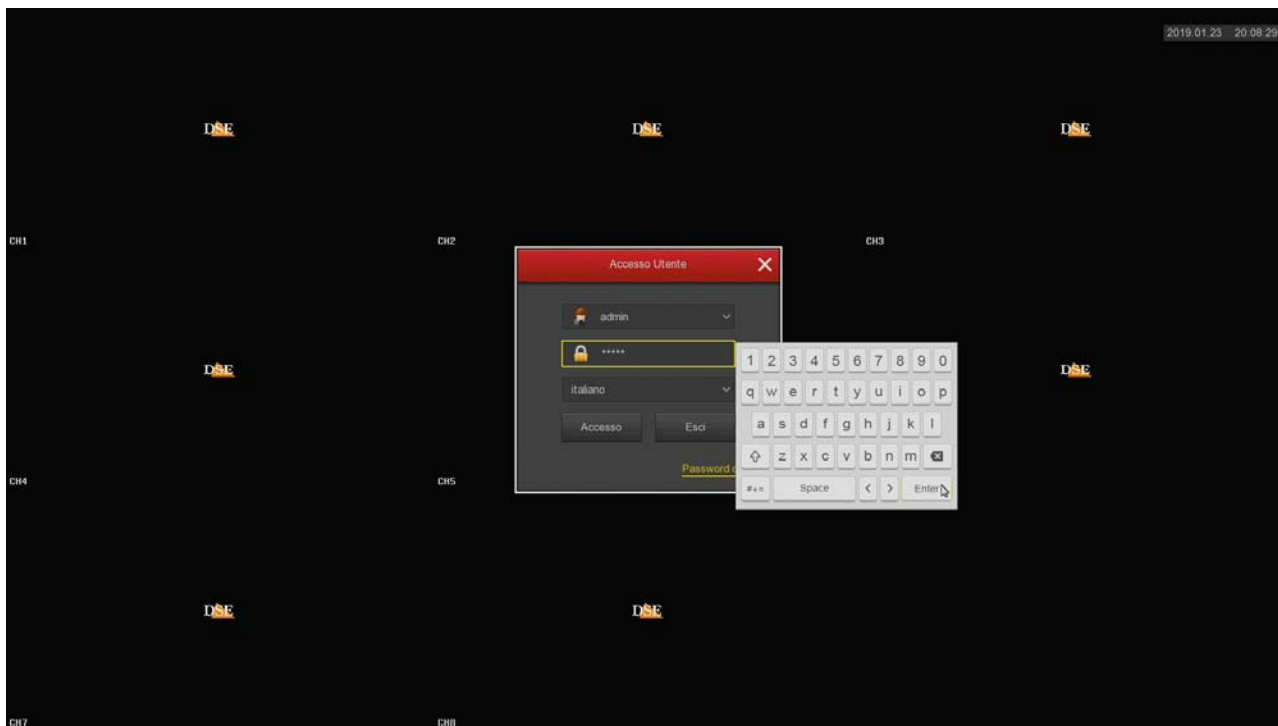 2019.01.23 20:08:29
DSE DSE DSE
CH1 CH2 CH3
Accesso Utente
admin
*****
italiano
Accesso Esci
Password
DSE DSE
1 2 3 4 5 6 7 8 9 0
q w e r t y u i o p
a s d f g h j k l
z x c v b n m
#+= Space < > Enter
CH4 CH5
DSE DSE
CH7 CH8